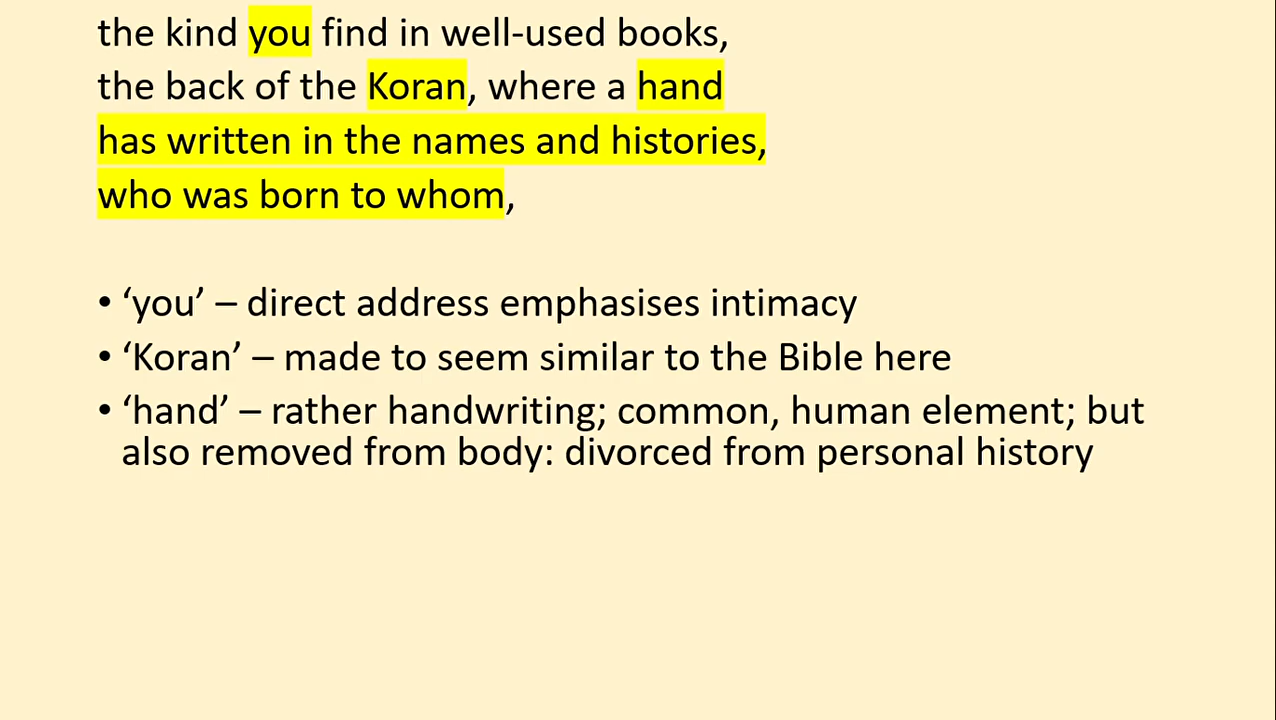 the kind you find in well-used books,
the back of the Koran, where a hand
has written in the names and histories,
who was born to whom,
• ‘you’ – direct address emphasises intimacy
• ‘Koran’ – made to seem similar to the Bible here
• ‘hand’ – rather handwriting; common, human element; but
also removed from body: divorced from personal history